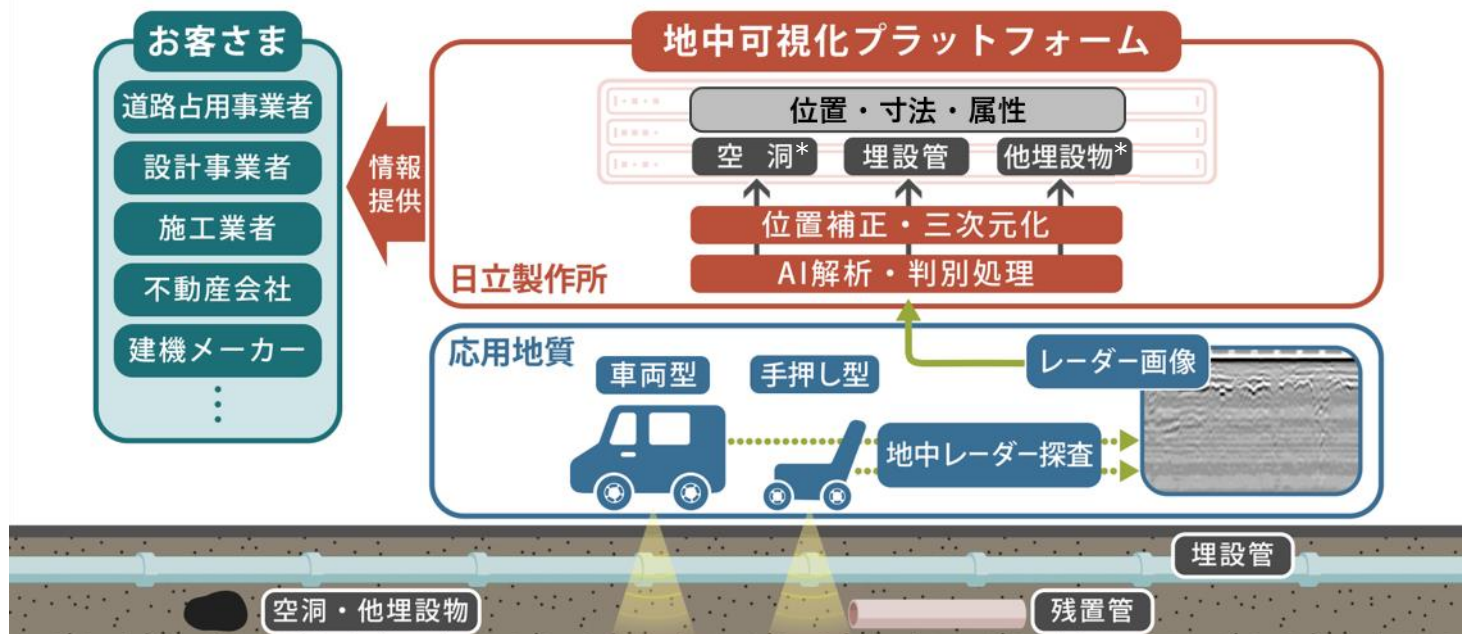 お客さま
道路占用事業者
設計事業者
施工業者
不動産会社
建機メーカー
⋮
情報
提供
地中可視化プラットフォーム
位置・寸法・属性
空 洞*
埋設管
他埋設物*
位置補正・三次元化
AI解析・判別処理
日立製作所
応用地質
車両型
手押し型
レーダー画像
地中レーダー探査
埋設管
空洞・他埋設物
残置管